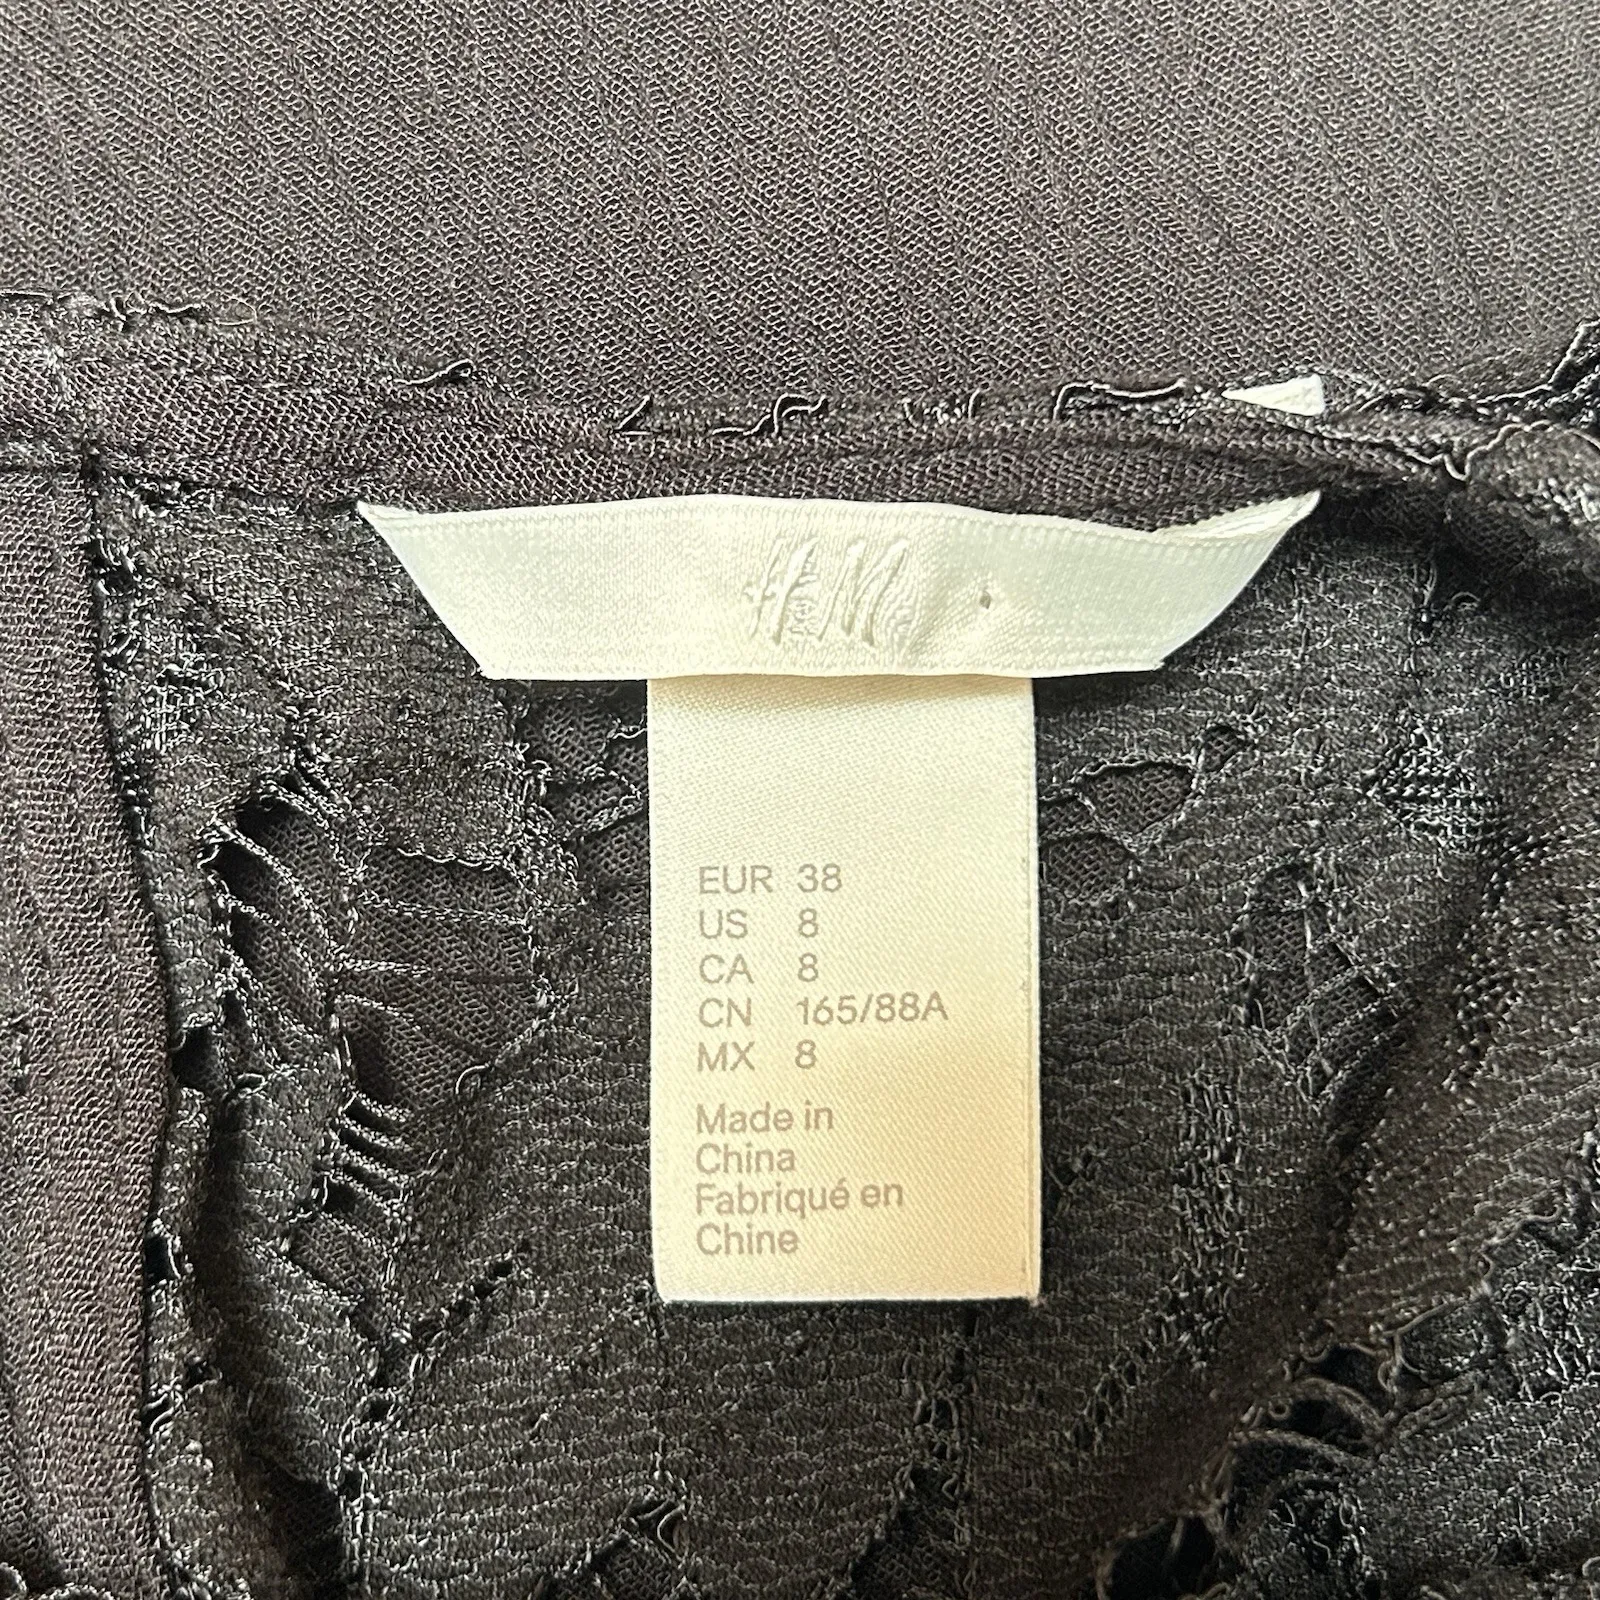 H&M
EUR 38
US 8
CA 8
CN 165/88A
MX 8
Made in
China
Fabriqué en
Chine